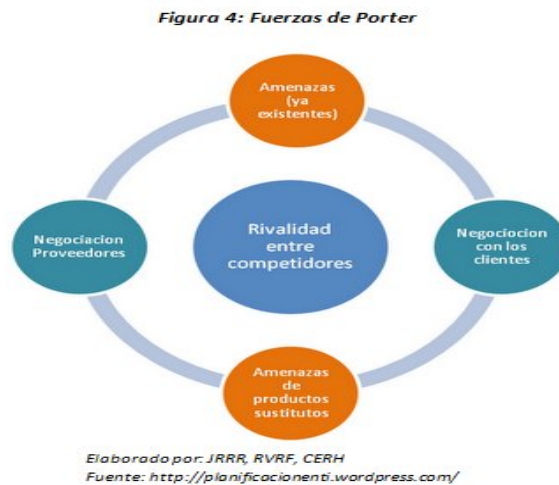 Figura 4: Fuerzas de Porter
Amenazas
(ya
existentes)
Negociacion
Proveedores
Rivalidad
entre
competidores
Negociocion
con los
clientes
Amenazas
de
productos
sustitutos
Elaborado por: JRRR, RVRF, CERH
Fuente: http://planificacionenti.wordpress.com/